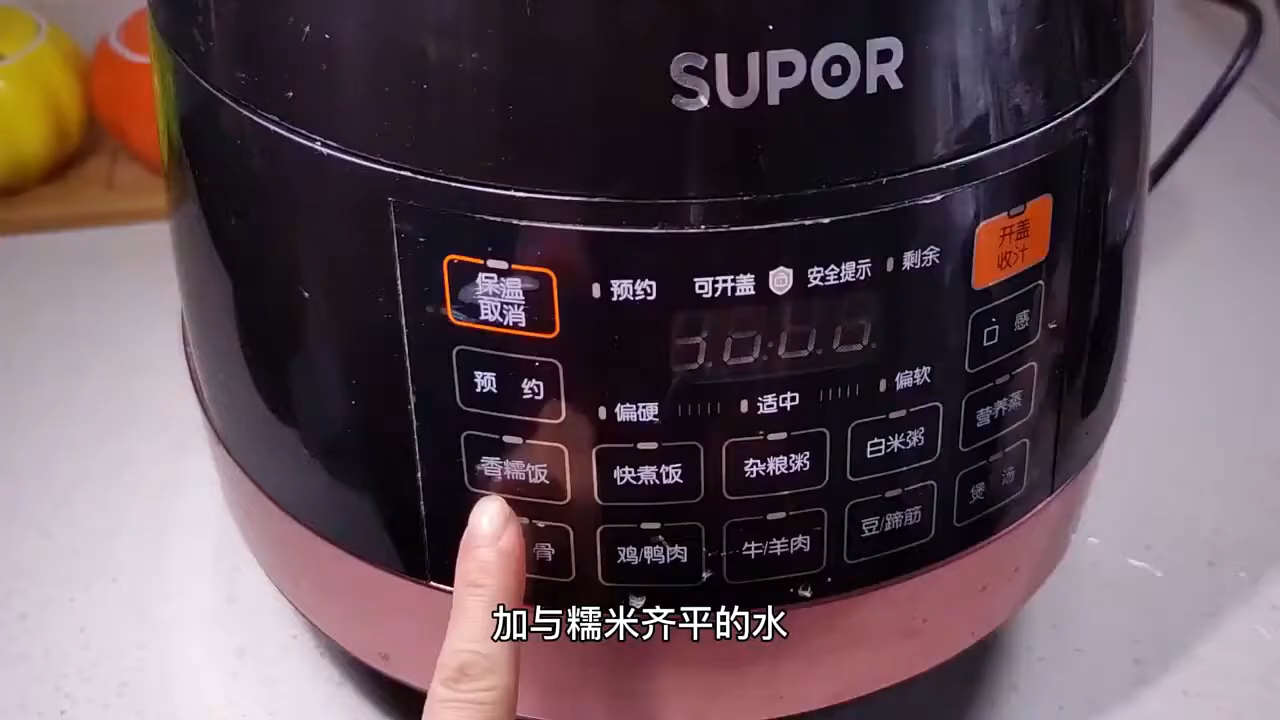 SUPOR
保温
取消
预约
可开盖
安全提示
剩余
开盖
收汁
预 约
偏硬
适中
偏软
口 感
香糯饭
快煮饭
杂粮粥
白米粥
营养蒸
骨
鸡/鸭肉
牛/羊肉
豆/蹄筋
煲 汤
加与糯米齐平的水